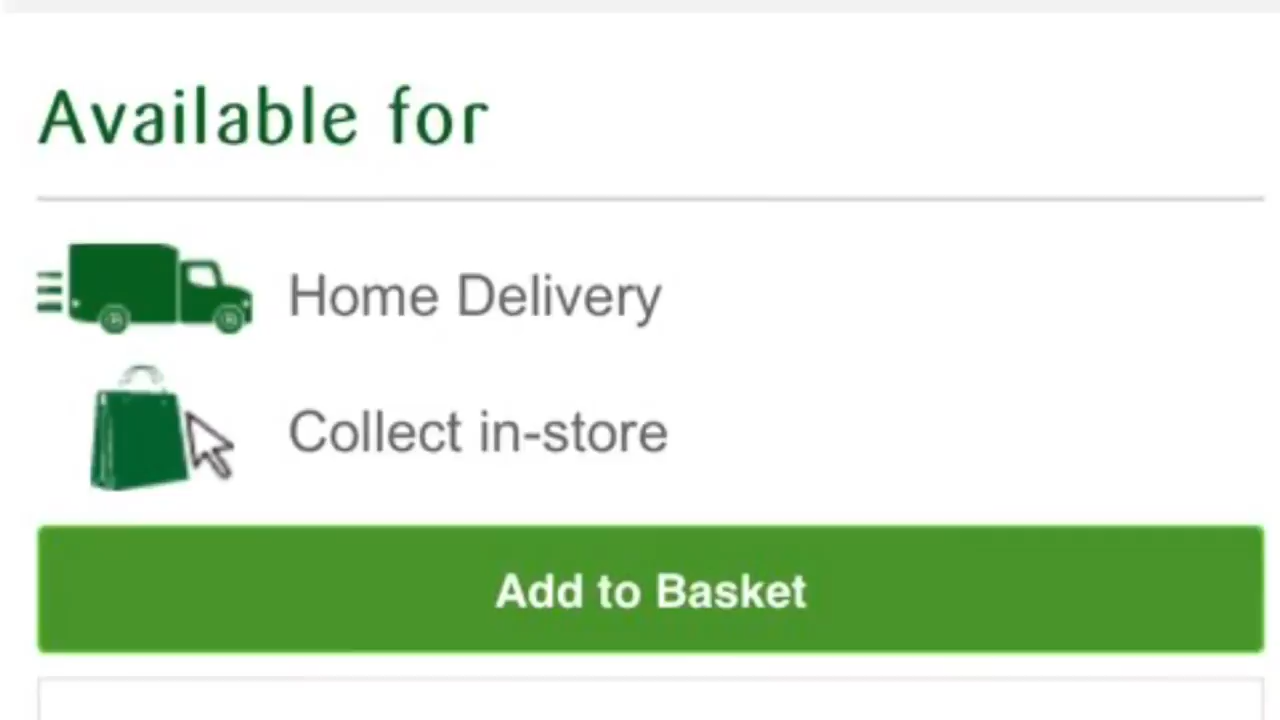 Available for
Home Delivery
Collect in-store
Add to Basket